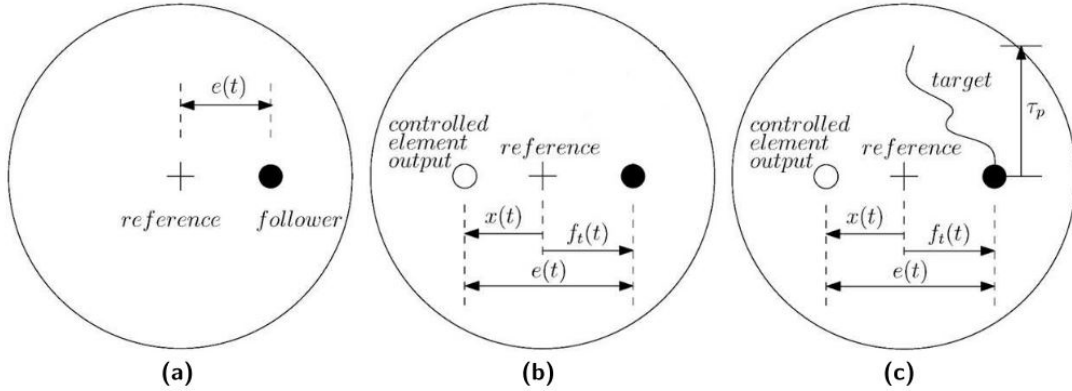 e(t)
reference
follower
(a)
controlled
element
output
reference
x(t)
f_t(t)
e(t)
(b)
controlled
element
output
reference
target
τ_p
x(t)
f_t(t)
e(t)
(c)